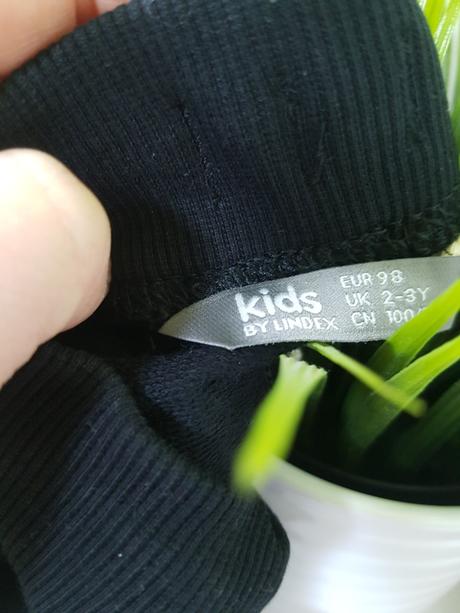 kids
BY LINDEX
EUR 98
UK 2-3Y
CN 100/